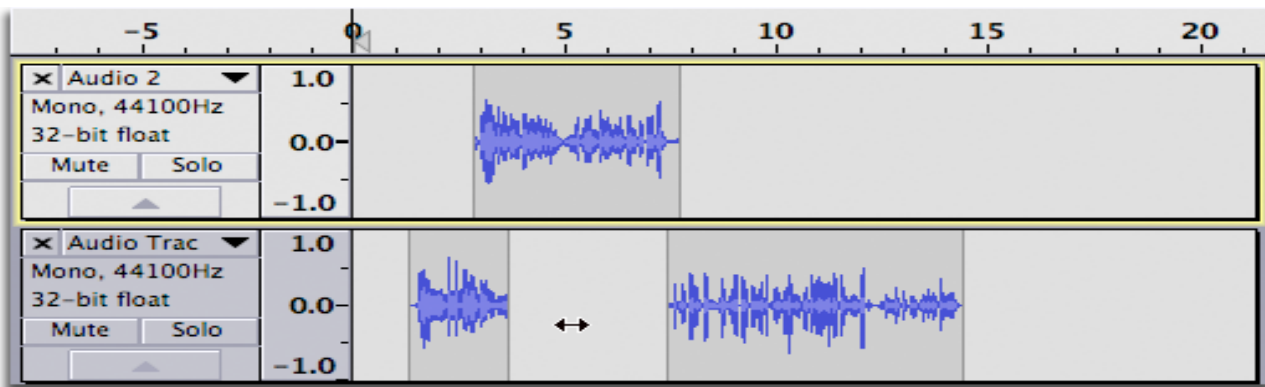 -5 0 5 10 15 20
× Audio 2 1.0
Mono, 44100Hz
32-bit float 0.0-
Mute Solo
-1.0
× Audio Trac 1.0
Mono, 44100Hz
32-bit float 0.0-
Mute Solo
-1.0